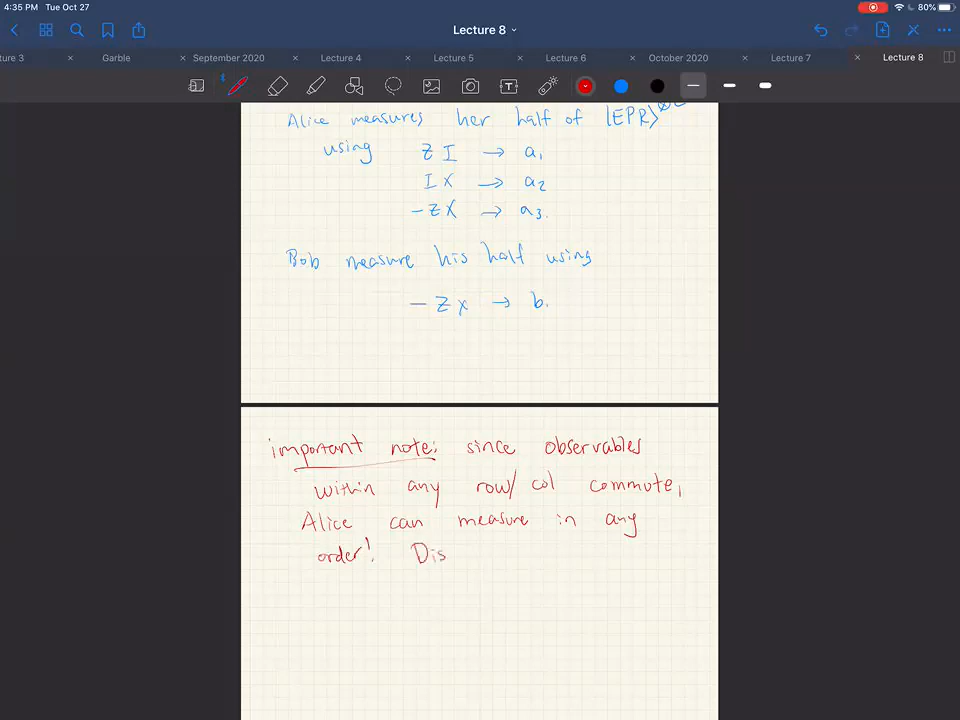 4:35 PM Tue Oct 27
80%
Lecture 8
ture 3
Garble
September 2020
Lecture 4
Lecture 5
Lecture 6
October 2020
Lecture 7
Lecture 8
Alice measures her half of |EPR⟩
using ZI → a₁
IX → a₂
-ZX → a₃.
Bob measure his half using
- ZX → b.
important note: since observables
within any row/col commute,
Alice can measure in any
order! Dis